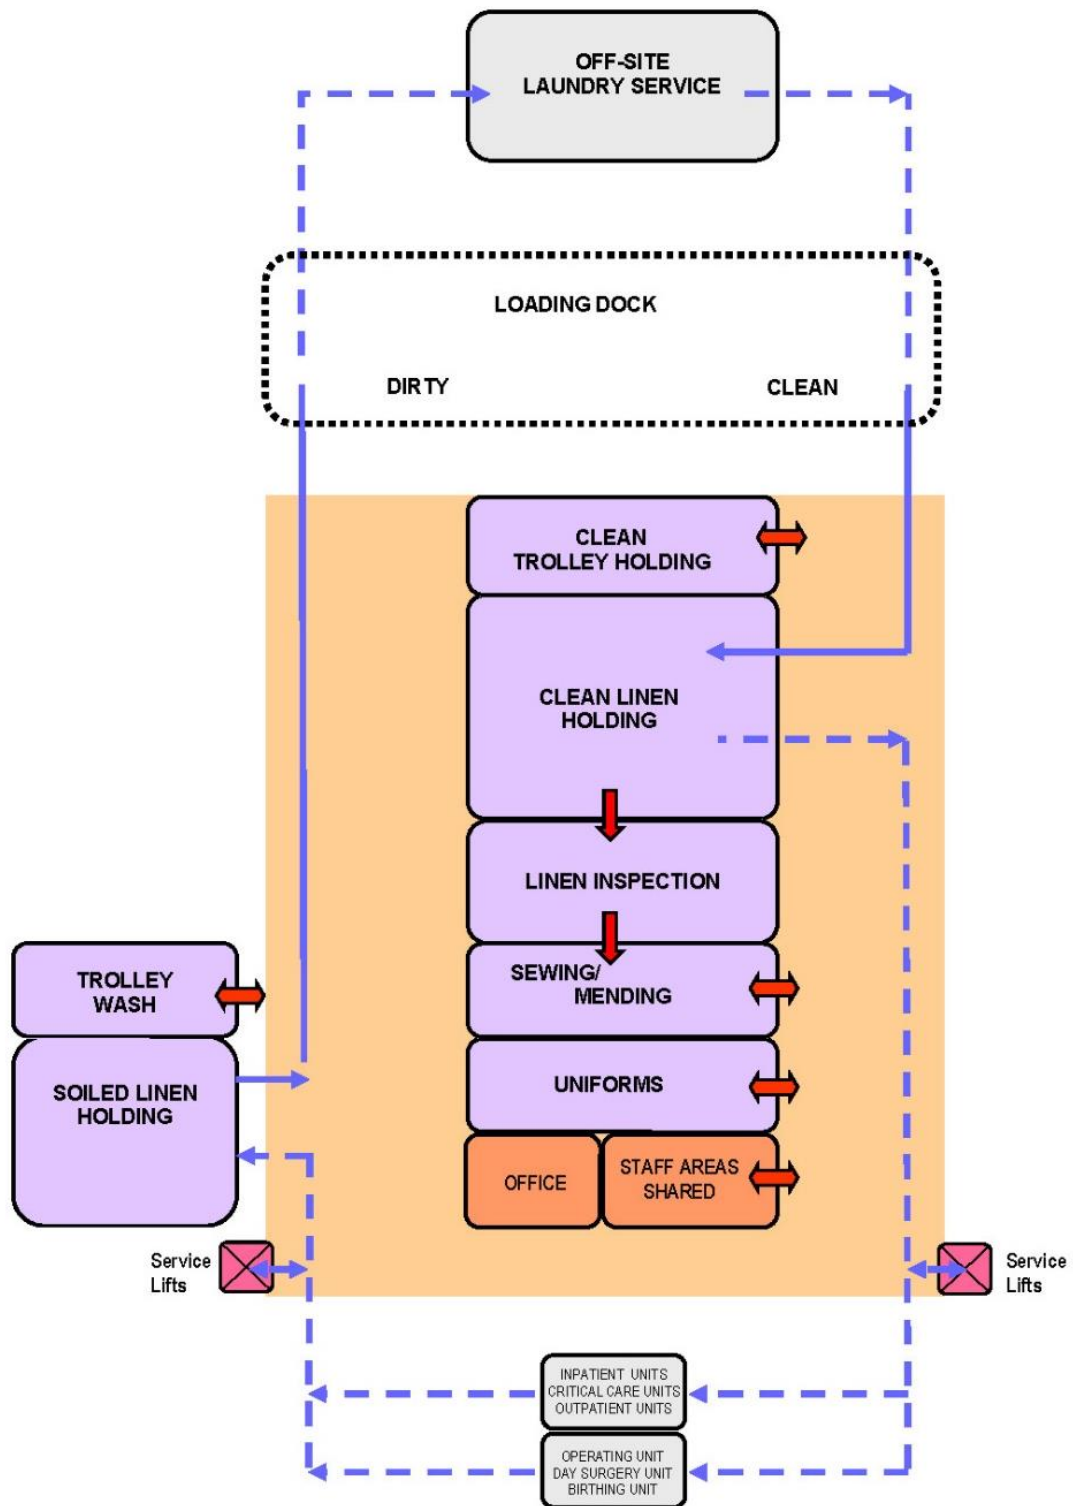 OFF-SITE
LAUNDRY SERVICE
LOADING DOCK
DIRTY
CLEAN
CLEAN
TROLLEY HOLDING
CLEAN LINEN
HOLDING
LINEN INSPECTION
TROLLEY
WASH
SEWING/
MENDING
SOILED LINEN
HOLDING
UNIFORMS
OFFICE
STAFF AREAS
SHARED
Service
Lifts
Service
Lifts
INPATIENT UNITS
CRITICAL CARE UNITS
OUTPATIENT UNITS
OPERATING UNIT
DAY SURGERY UNIT
BIRTHING UNIT